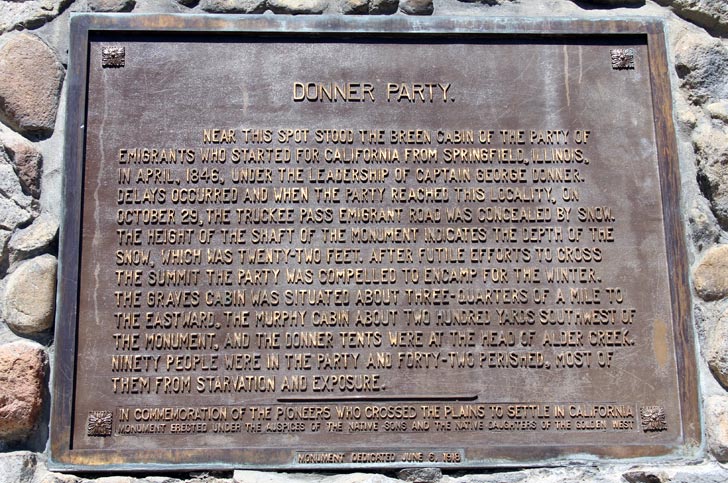 DONNER PARTY.
NEAR THIS SPOT STOOD THE BREEN CABIN OF THE PARTY OF
EMIGRANTS WHO STARTED FOR CALIFORNIA FROM SPRINGFIELD, ILLINOIS,
IN APRIL, 1846, UNDER THE LEADERSHIP OF CAPTAIN GEORGE DONNER.
DELAYS OCCURRED AND WHEN THE PARTY REACHED THIS LOCALITY, ON
OCTOBER 29, THE TRUCKEE PASS EMIGRANT ROAD WAS CONCEALED BY SNOW.
THE HEIGHT OF THE SHAFT OF THE MONUMENT INDICATES THE DEPTH OF THE
SNOW, WHICH WAS TWENTY-TWO FEET. AFTER FUTILE EFFORTS TO CROSS
THE SUMMIT THE PARTY WAS COMPELLED TO ENCAMP FOR THE WINTER.
THE GRAVES CABIN WAS SITUATED ABOUT THREE-QUARTERS OF A MILE TO
THE EASTWARD, THE MURPHY CABIN ABOUT TWO HUNDRED YARDS SOUTHWEST OF
THE MONUMENT, AND THE DONNER TENTS WERE AT THE HEAD OF ALDER CREEK.
NINETY PEOPLE WERE IN THE PARTY AND FORTY-TWO PERISHED, MOST OF
THEM FROM STARVATION AND EXPOSURE.
IN COMMEMORATION OF THE PIONEERS WHO CROSSED THE PLAINS TO SETTLE IN CALIFORNIA
MONUMENT ERECTED UNDER THE AUSPICES OF THE NATIVE SONS AND THE NATIVE DAUGHTERS OF THE GOLDEN WEST
MONUMENT DEDICATED JUNE 6, 1918